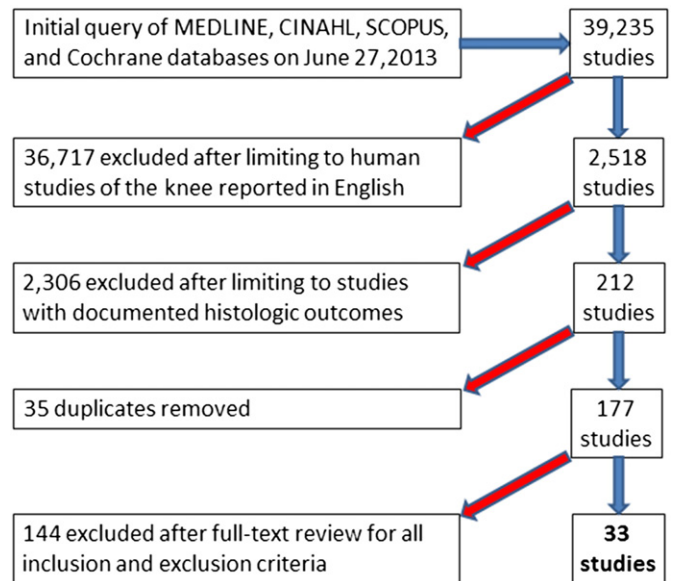 Initial query of MEDLINE, CINAHL, SCOPUS,
and Cochrane databases on June 27,2013
39,235
studies
36,717 excluded after limiting to human
studies of the knee reported in English
2,518
studies
2,306 excluded after limiting to studies
with documented histologic outcomes
212
studies
35 duplicates removed
177
studies
144 excluded after full-text review for all
inclusion and exclusion criteria
33
studies